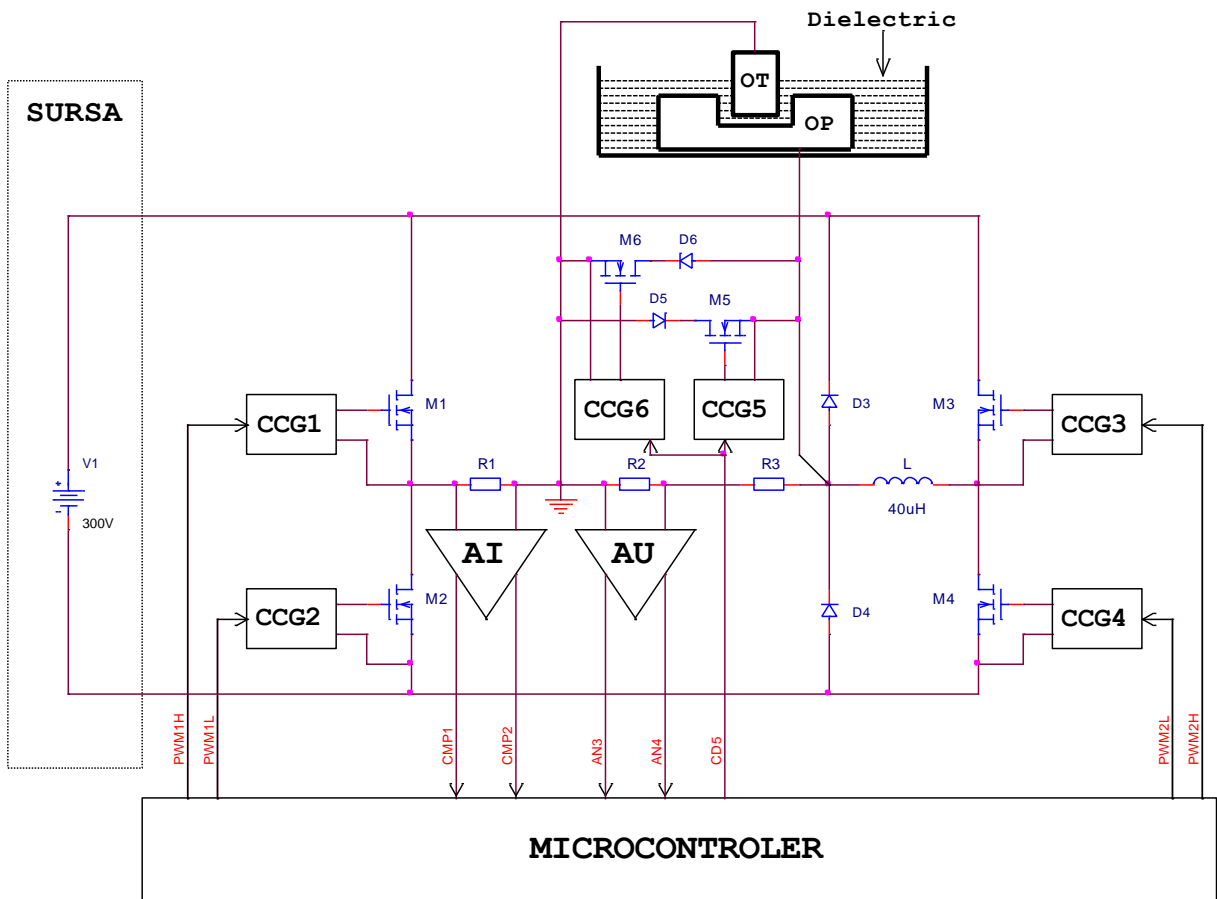 Dielectric
OT
SURSA
OP
M6
D6
D5
M5
CCG6
CCG5
CCG1
M1
D3
M3
CCG3
V1
+
-
300V
R1
R2
R3
L
40uH
AI
AU
CCG2
M2
D4
M4
CCG4
PWM1H
PWM1L
CMP1
CMP2
AN3
AN4
CD5
PWM2L
PWM2H
MICROCONTROLER